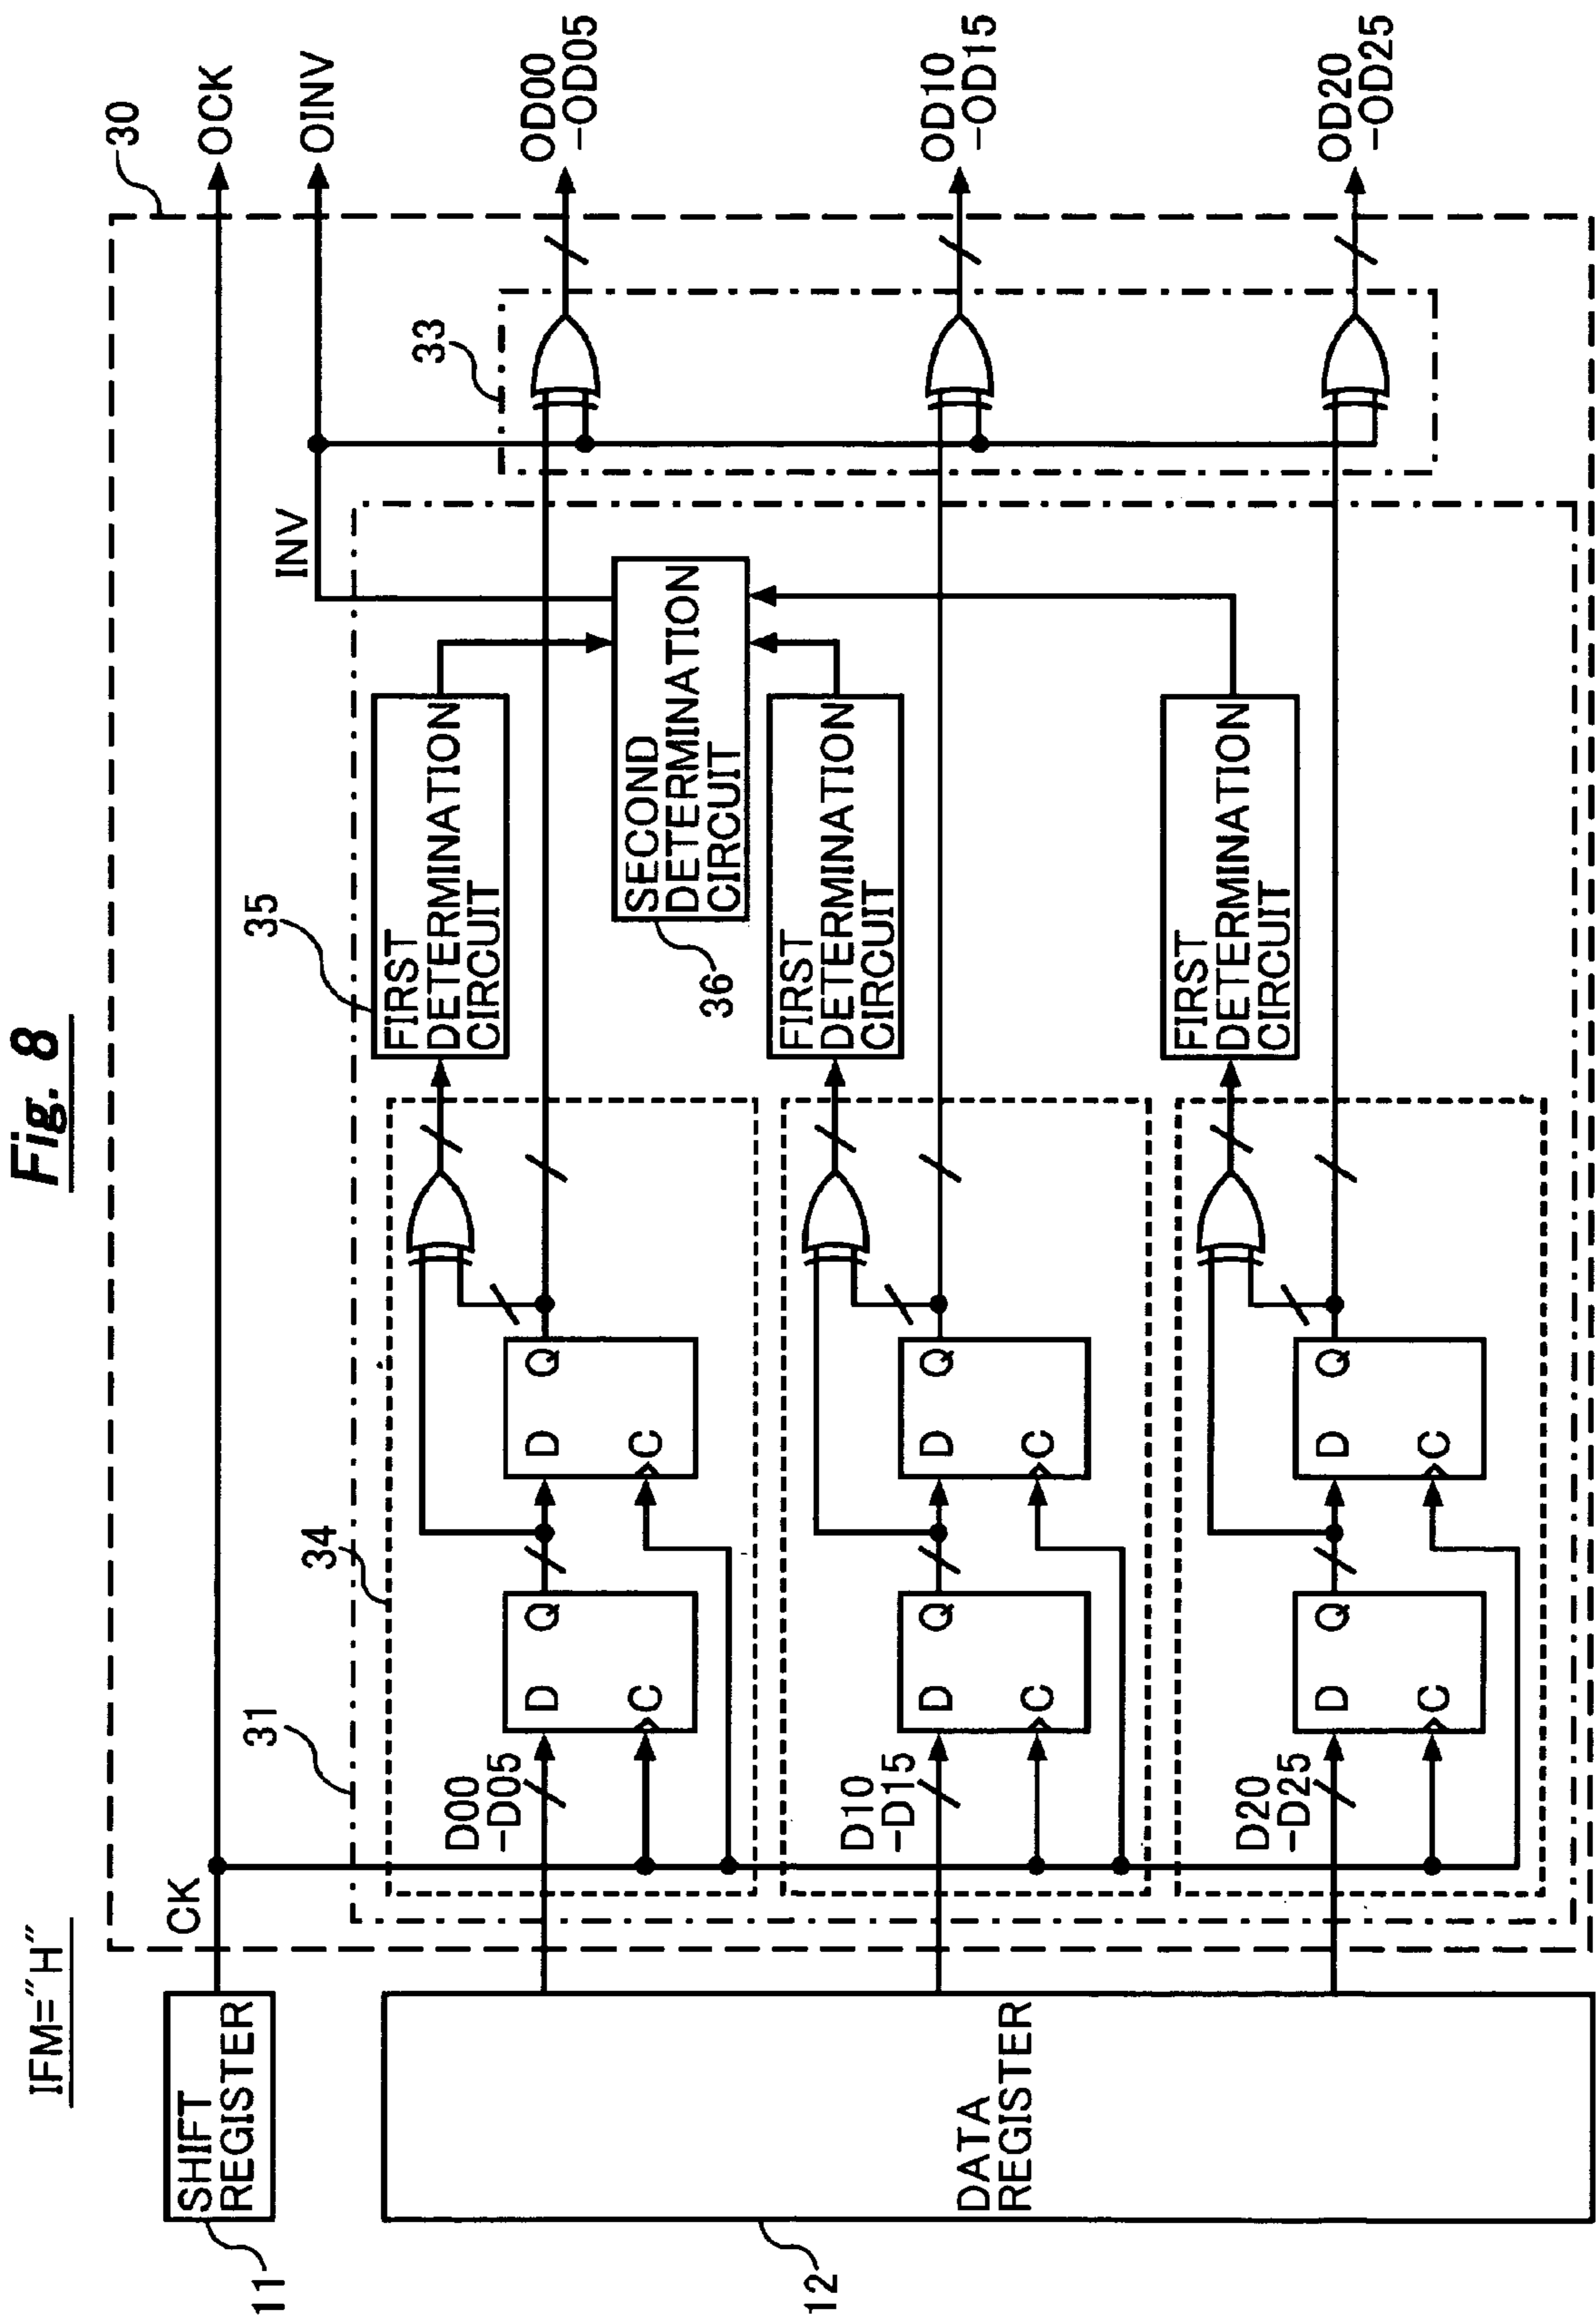 Fig. 8
IFM="H"
30
OCK
OINV
INV
CK
SHIFT
REGISTER
11
DATA
REGISTER
12
31
34
35
33
36
D00
-D05
D
Q
C
D
Q
C
FIRST
DETERMINATION
CIRCUIT
OD00
-OD05
SECOND
DETERMINATION
CIRCUIT
D10
-D15
D
Q
C
D
Q
C
FIRST
DETERMINATION
CIRCUIT
OD10
-OD15
D20
-D25
D
Q
C
D
Q
C
FIRST
DETERMINATION
CIRCUIT
OD20
-OD25